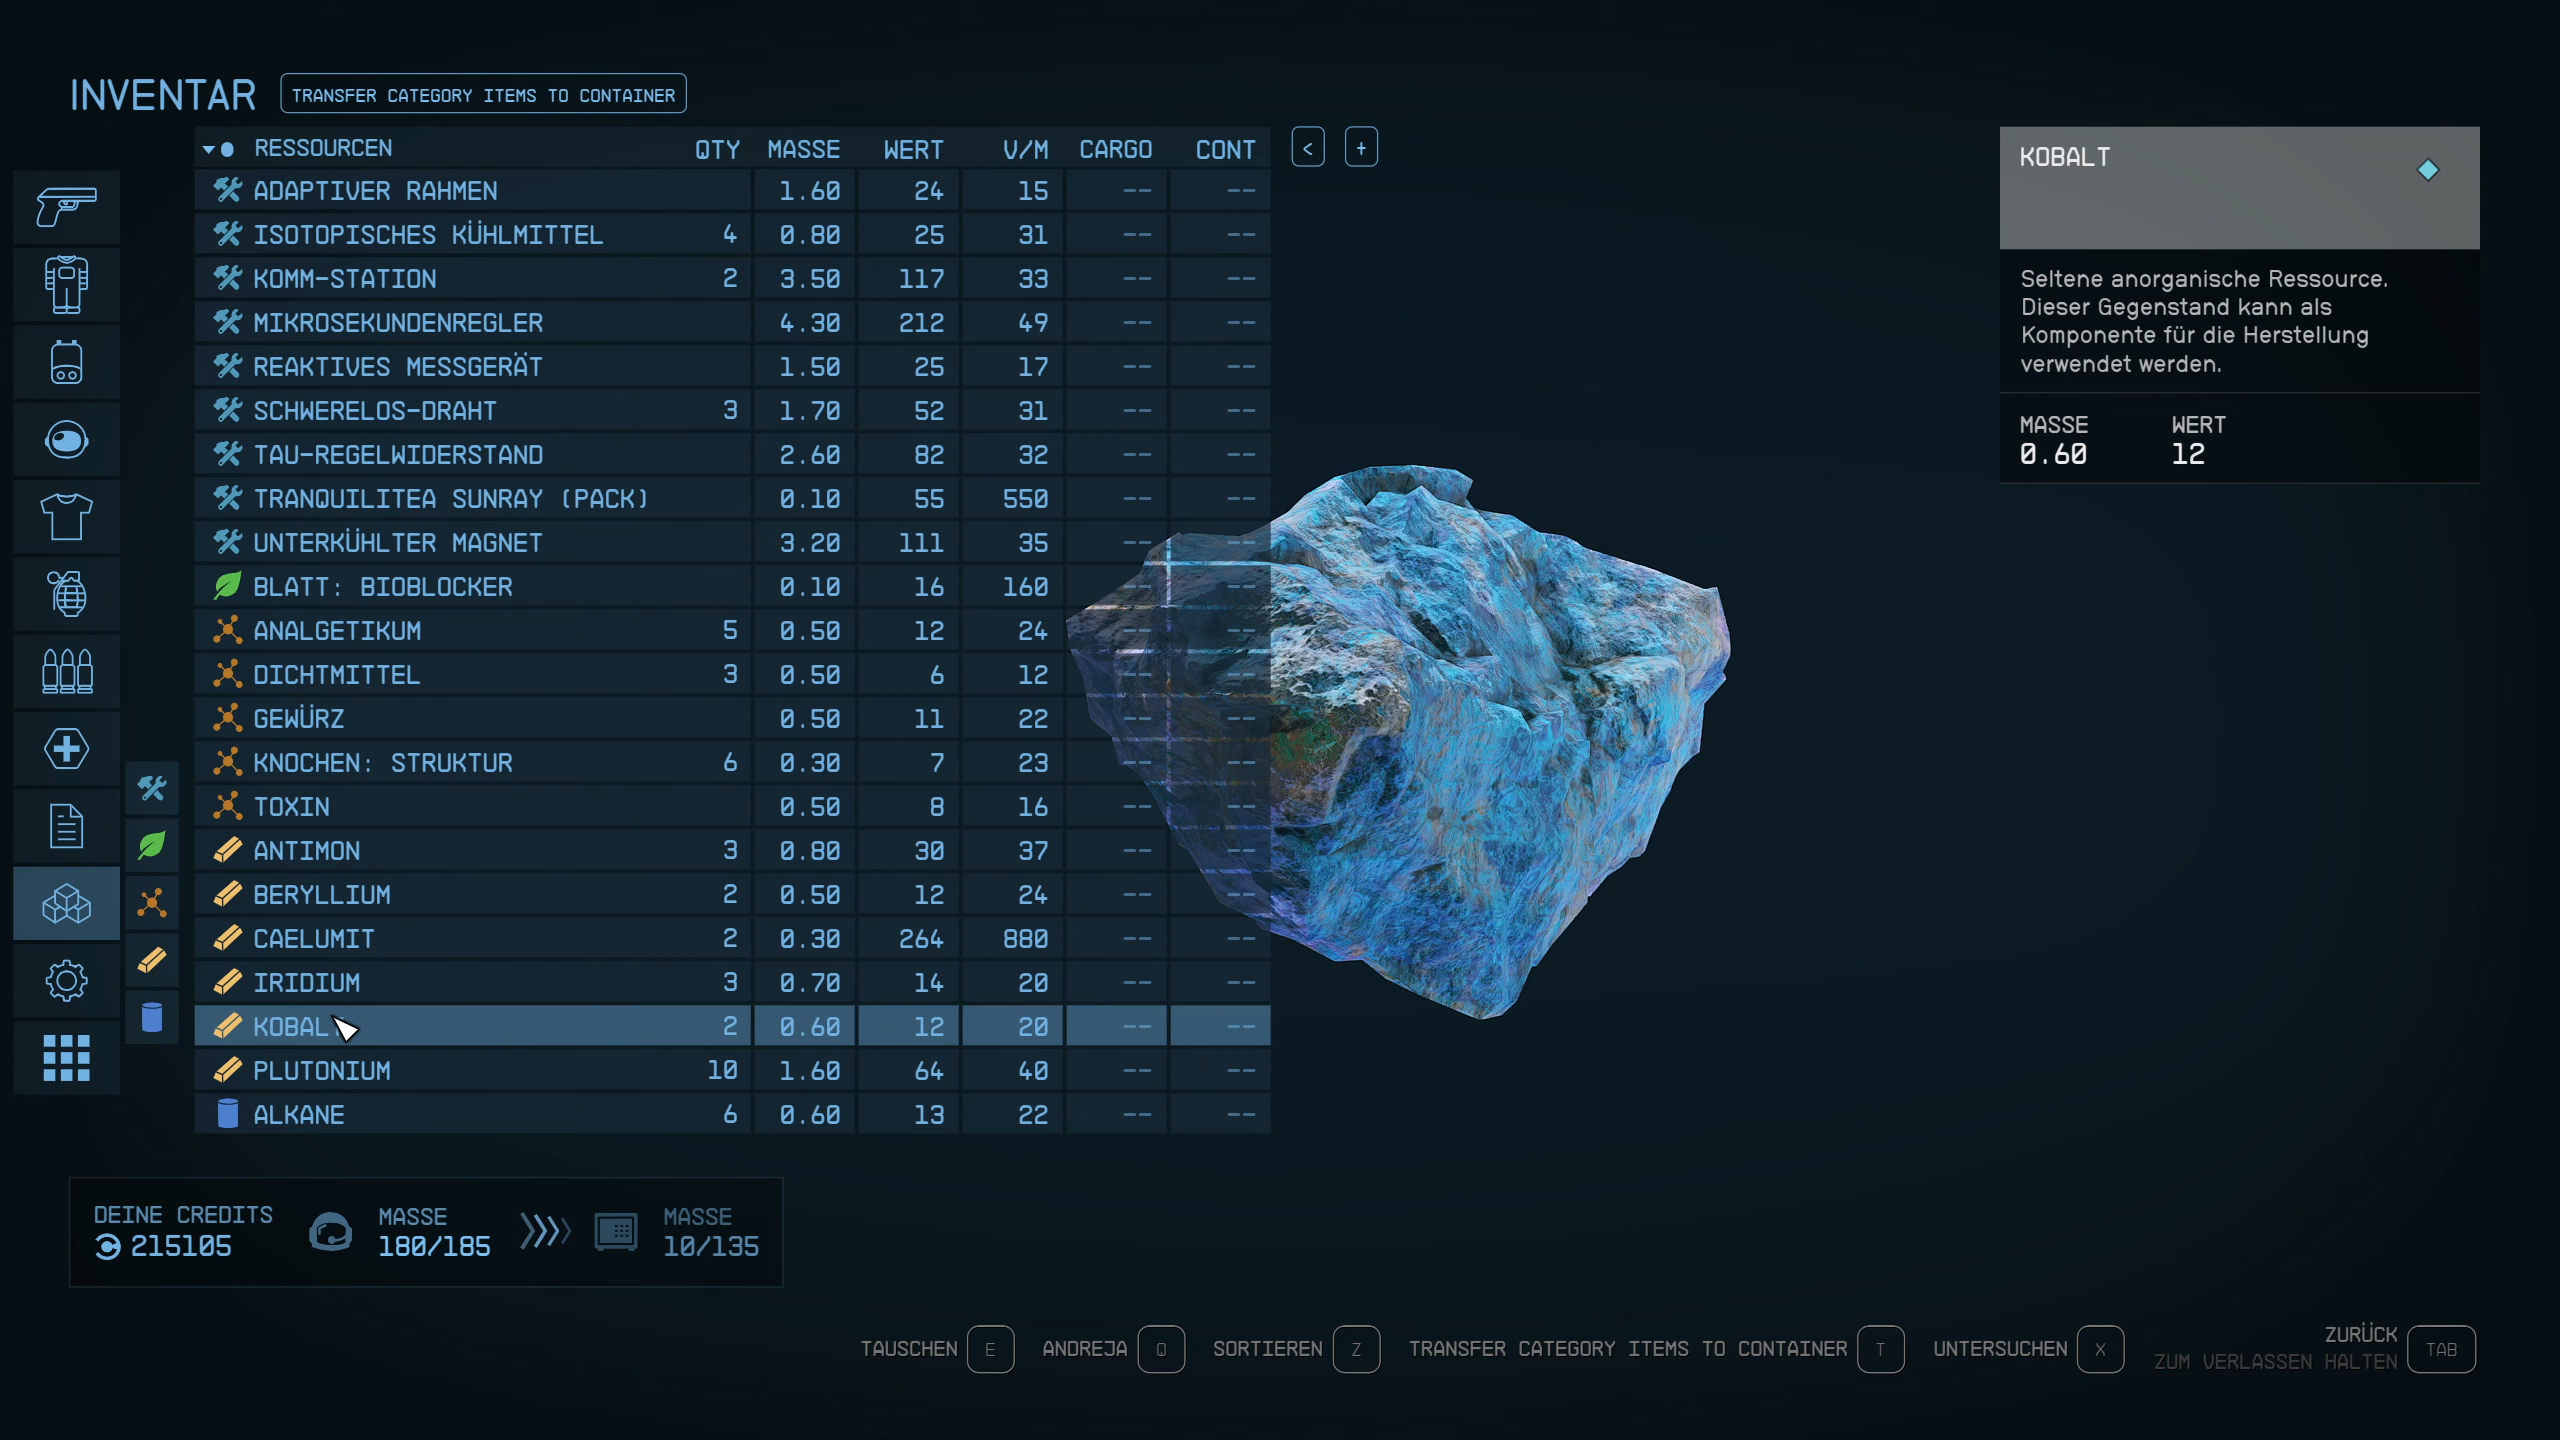 INVENTAR TRANSFER CATEGORY ITEMS TO CONTAINER
RESSOURCEN QTY MASSE WERT V/M CARGO CONT < +
ADAPTIVER RAHMEN 1.60 24 15 -- --
ISOTOPISCHES KÜHLMITTEL 4 0.80 25 31 -- --
KOMM-STATION 2 3.50 117 33 -- --
MIKROSEKUNDENREGLER 4.30 212 49 -- --
REAKTIVES MESSGERÄT 1.50 25 17 -- --
SCHWERELOS-DRAHT 3 1.70 52 31 -- --
TAU-REGELWIDERSTAND 2.60 82 32 -- --
TRANQUILITEA SUNRAY (PACK) 0.10 55 550 -- --
UNTERKÜHLTER MAGNET 3.20 111 35 -- --
BLATT: BIOBLOCKER 0.10 16 160 -- --
ANALGETIKUM 5 0.50 12 24 -- --
DICHTMITTEL 3 0.50 6 12 -- --
GEWÜRZ 0.50 11 22 -- --
KNOCHEN: STRUKTUR 6 0.30 7 23 -- --
TOXIN 0.50 8 16 -- --
ANTIMON 3 0.80 30 37 -- --
BERYLLIUM 2 0.50 12 24 -- --
CAELUMIT 2 0.30 264 880 -- --
IRIDIUM 3 0.70 14 20 -- --
KOBALT 2 0.60 12 20 -- --
PLUTONIUM 10 1.60 64 40 -- --
ALKANE 6 0.60 13 22 -- --
KOBALT
Seltene anorganische Ressource.
Dieser Gegenstand kann als
Komponente für die Herstellung
verwendet werden.
MASSE WERT
0.60 12
DEINE CREDITS MASSE MASSE
215105 180/185 10/135
TAUSCHEN E ANDREJA Q SORTIEREN Z TRANSFER CATEGORY ITEMS TO CONTAINER T UNTERSUCHEN X ZURÜCK TAB
ZUM VERLASSEN HALTEN